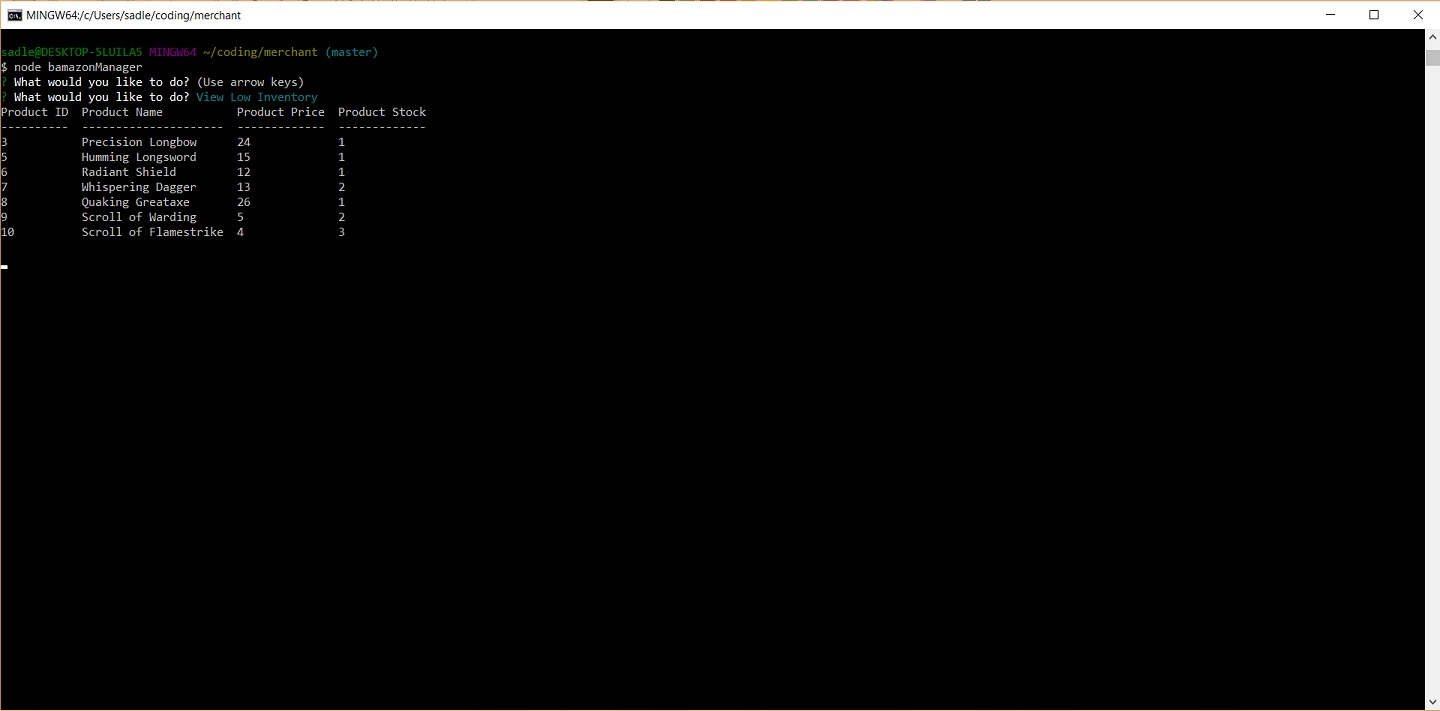 MINGW64:/c/Users/sadle/coding/merchant
sadle@DESKTOP-5LUILA5 MINGW64 ~/coding/merchant (master)
$ node bamazonManager
? What would you like to do? (Use arrow keys)
? What would you like to do? View Low Inventory
Product ID  Product Name           Product Price  Product Stock
----------  ---------------------  -------------  -------------
3           Precision Longbow      24             1
5           Humming Longsword      15             1
6           Radiant Shield         12             1
7           Whispering Dagger      13             2
8           Quaking Greataxe       26             1
9           Scroll of Warding      5              2
10          Scroll of Flamestrike  4              3